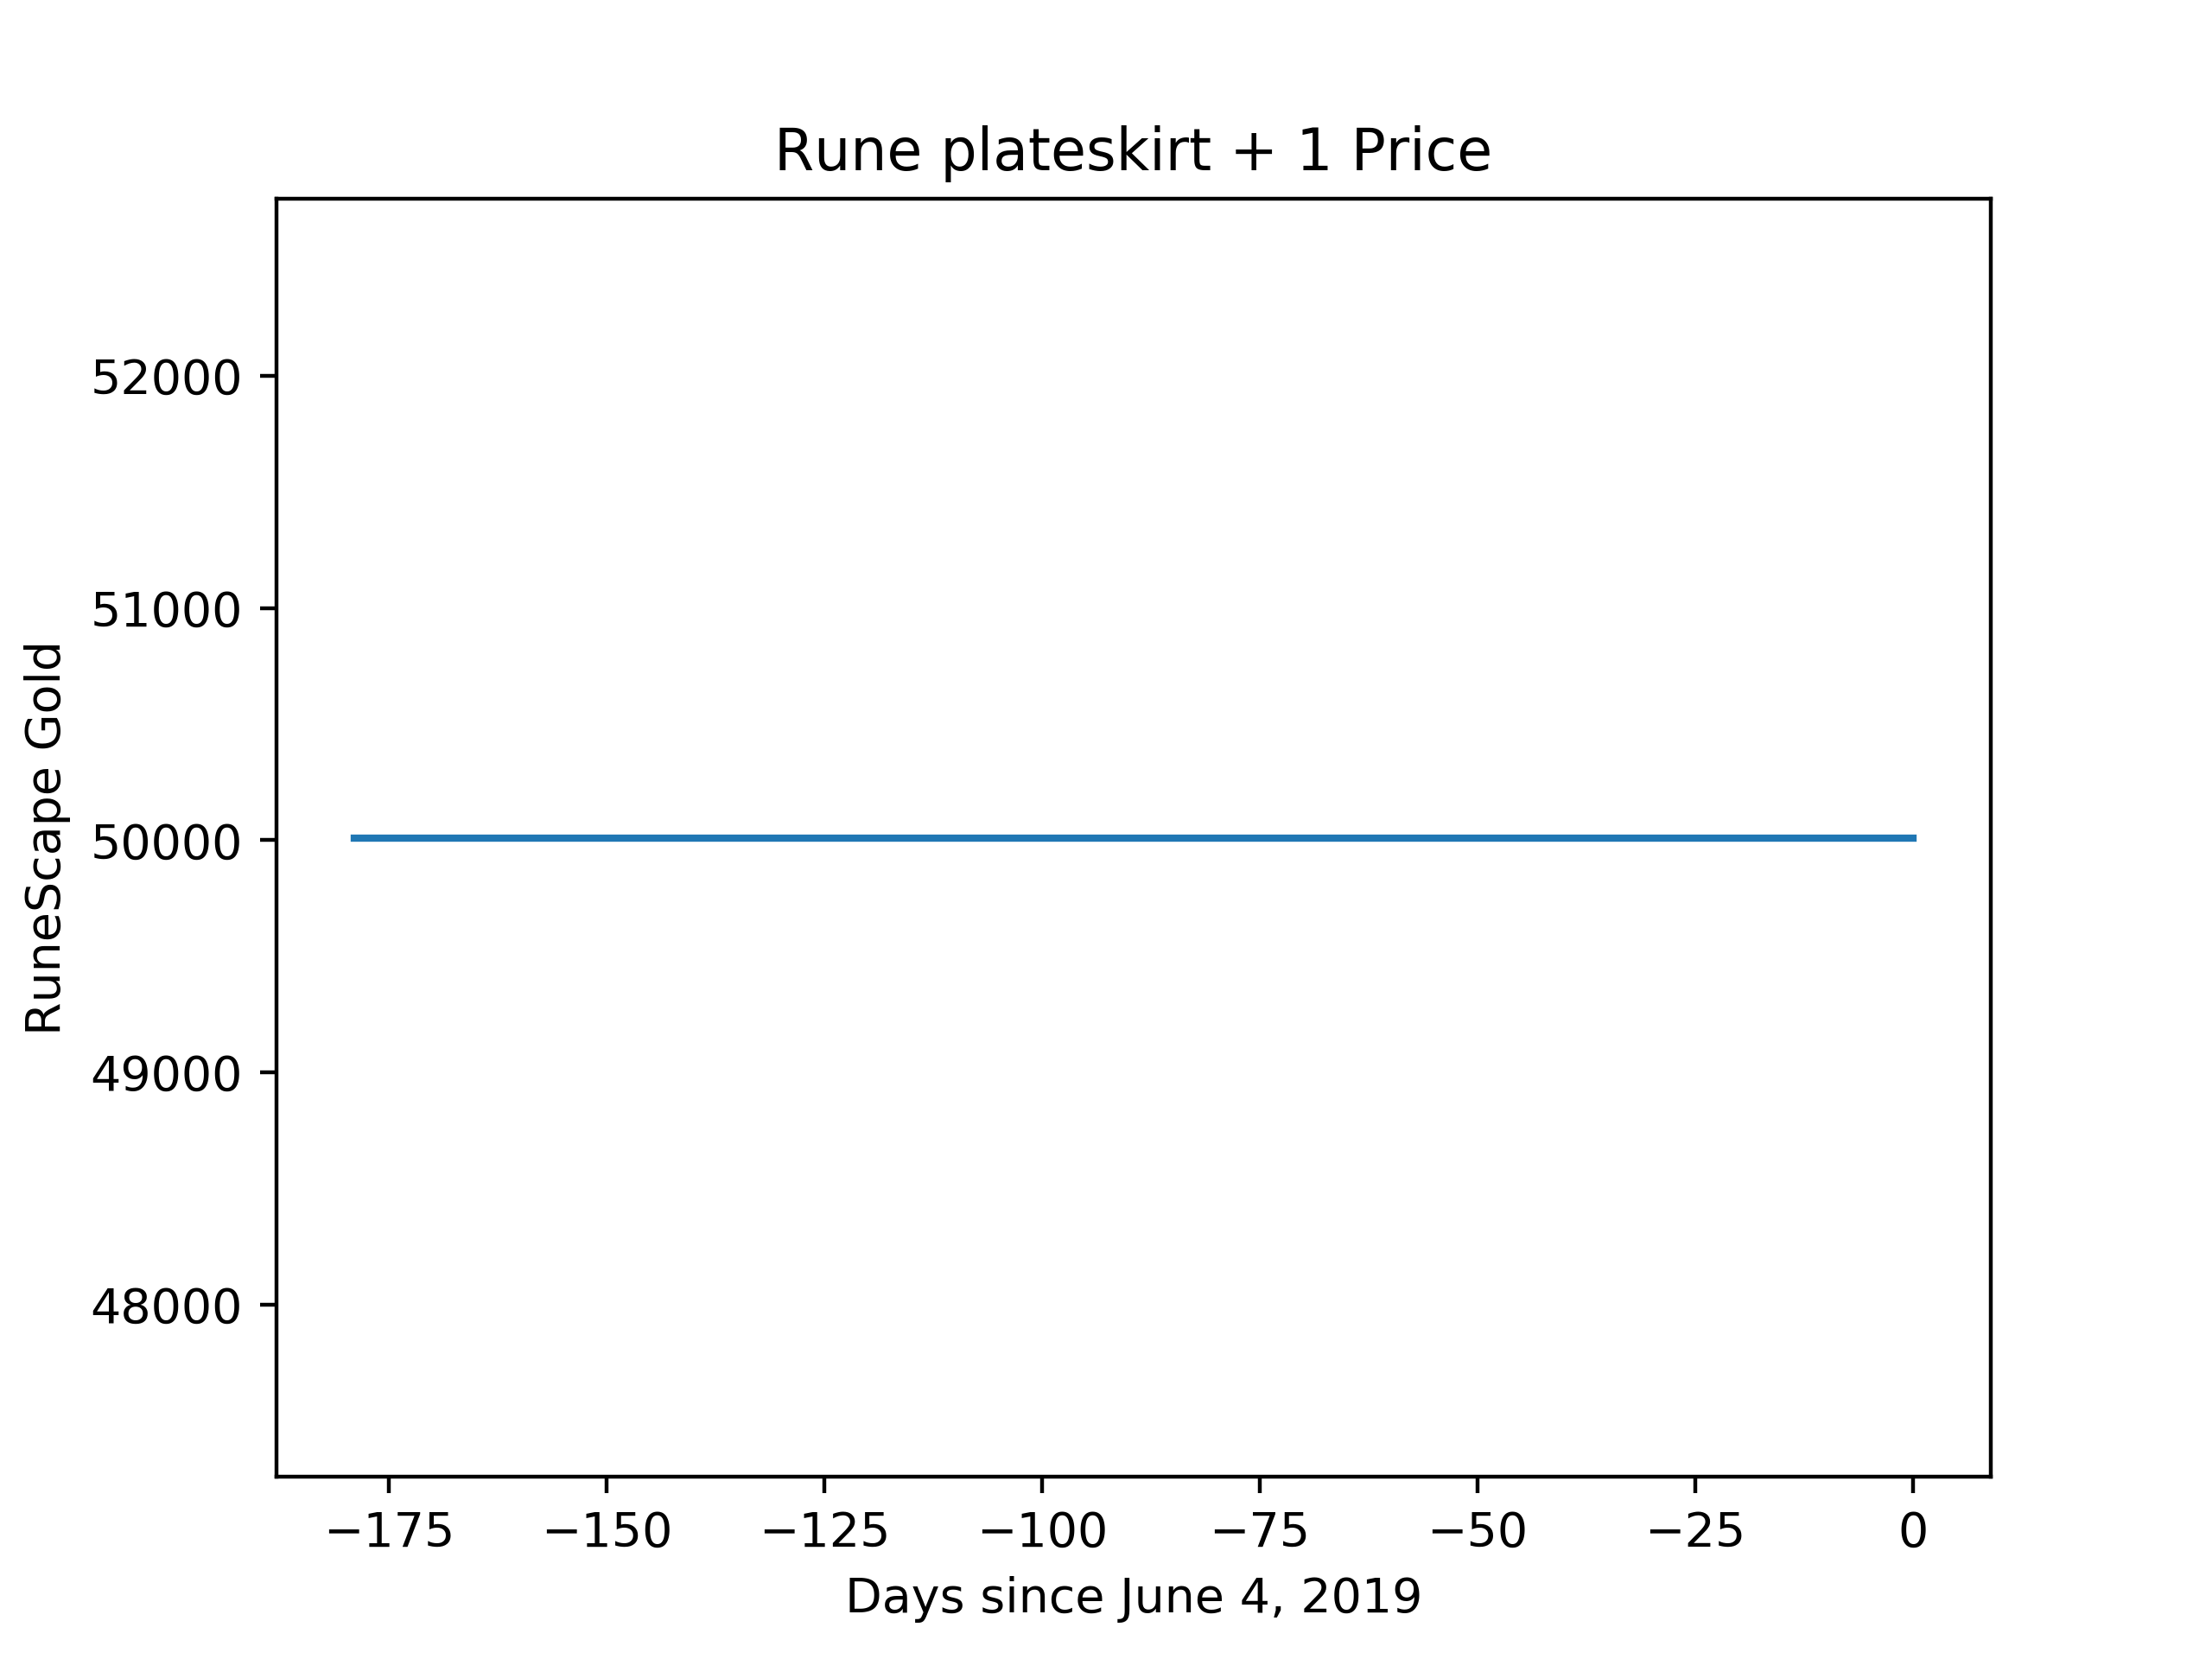 Rune plateskirt + 1 Price
RuneScape Gold
52000
51000
50000
49000
48000
−175 −150 −125 −100 −75 −50 −25 0
Days since June 4, 2019